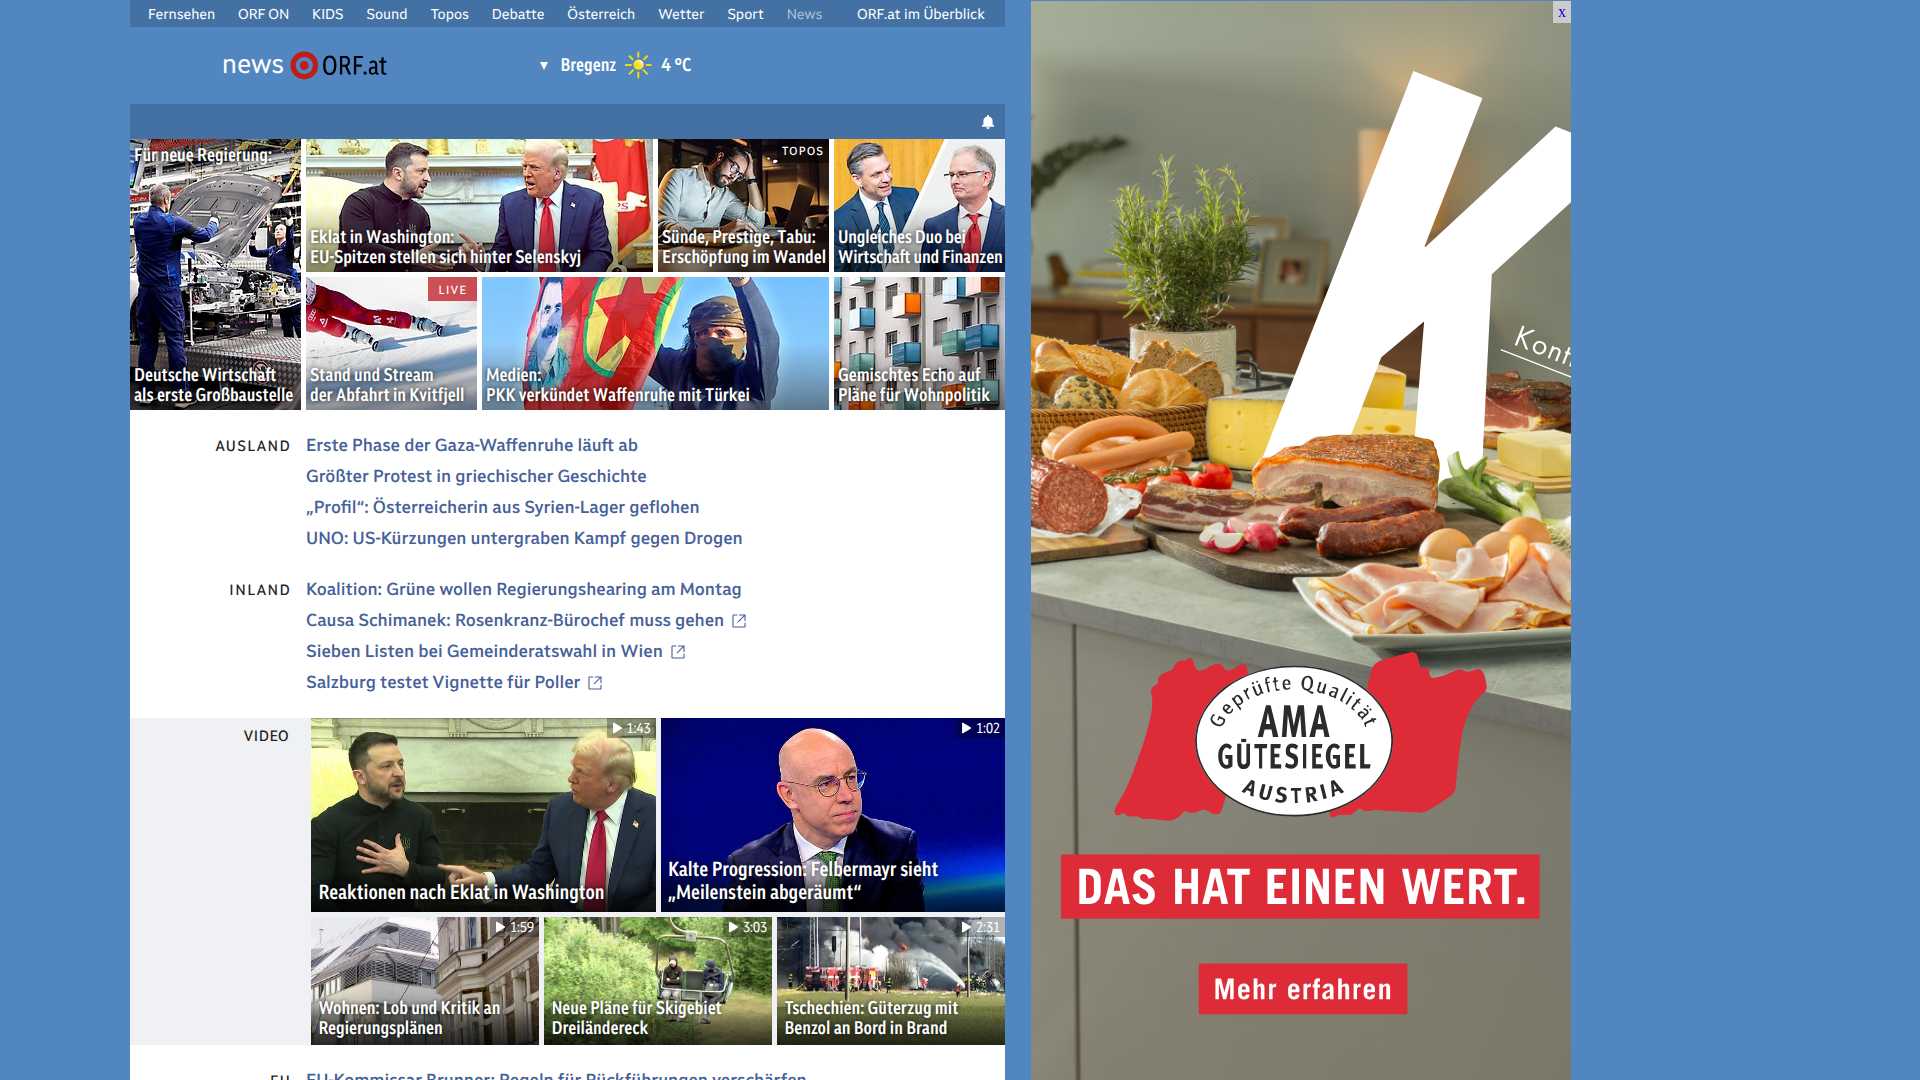 Fernsehen ORF ON KIDS Sound Topos Debatte Österreich Wetter Sport News ORF.at im Überblick
news ORF.at
Bregenz 4 °C
Für neue Regierung:
Deutsche Wirtschaft
als erste Großbaustelle
Eklat in Washington:
EU-Spitzen stellen sich hinter Selenskyj
TOPOS
Sünde, Prestige, Tabu:
Erschöpfung im Wandel
Ungleiches Duo bei
Wirtschaft und Finanzen
LIVE
Stand und Stream
der Abfahrt in Kvitfjell
Medien:
PKK verkündet Waffenruhe mit Türkei
Gemischtes Echo auf
Pläne für Wohnpolitik
AUSLAND
Erste Phase der Gaza-Waffenruhe läuft ab
Größter Protest in griechischer Geschichte
„Profil“: Österreicherin aus Syrien-Lager geflohen
UNO: US-Kürzungen untergraben Kampf gegen Drogen
INLAND
Koalition: Grüne wollen Regierungshearing am Montag
Causa Schimanek: Rosenkranz-Bürochef muss gehen
Sieben Listen bei Gemeinderatswahl in Wien
Salzburg testet Vignette für Poller
VIDEO
1:43
Reaktionen nach Eklat in Washington
1:02
Kalte Progression: Felbermayr sieht
„Meilenstein abgeräumt“
1:59
Wohnen: Lob und Kritik an
Regierungsplänen
3:03
Neue Pläne für Skigebiet
Dreiländereck
2:31
Tschechien: Güterzug mit
Benzol an Bord in Brand
EU
EU-Kommissar Brunner: Regeln für Rückführungen verschärfen
x
K
Kont
Geprüfte Qualität
AMA
GÜTESIEGEL
AUSTRIA
DAS HAT EINEN WERT.
Mehr erfahren